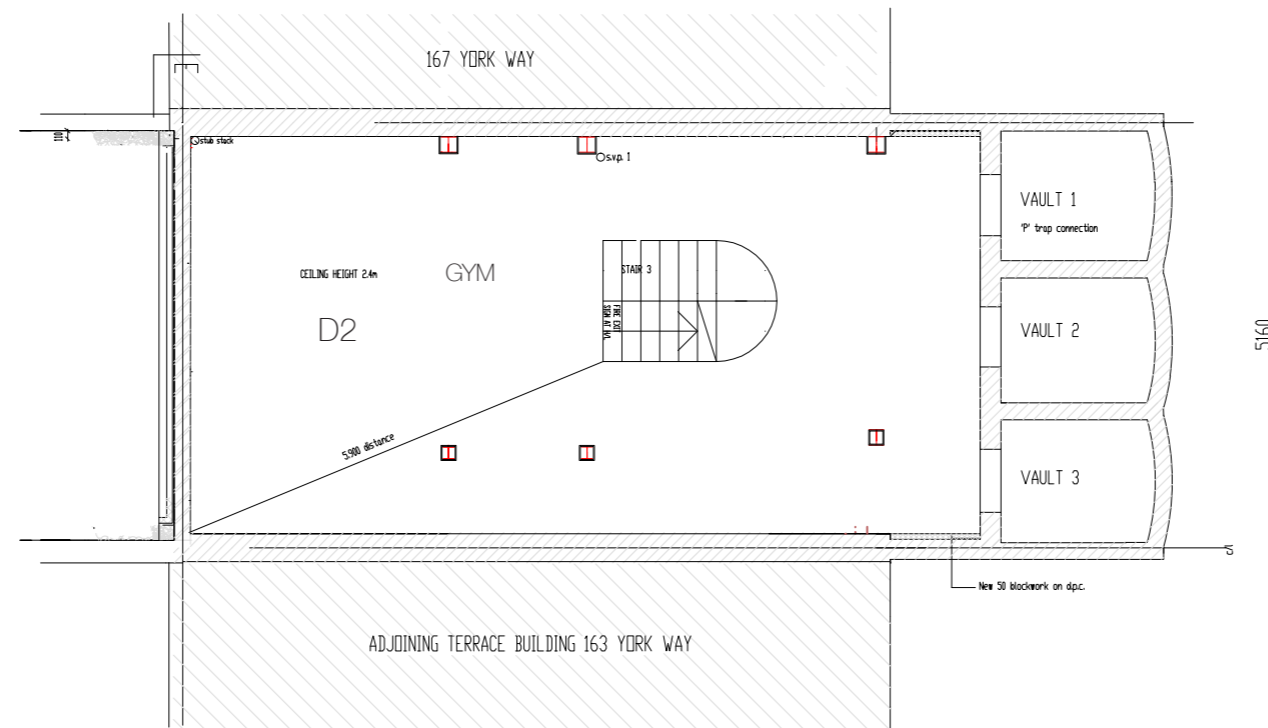 167 YORK WAY
110
stub stack
s.v.p. 1
VAULT 1
'P' trap connection
STAIR 3
CEILING HEIGHT 2.4m
GYM
FIRE EXIT
SIGN AT H/L
D2
VAULT 2
5160
5.900 distance
VAULT 3
c/l
New 50 blockwork on d.p.c.
ADJOINING TERRACE BUILDING 163 YORK WAY